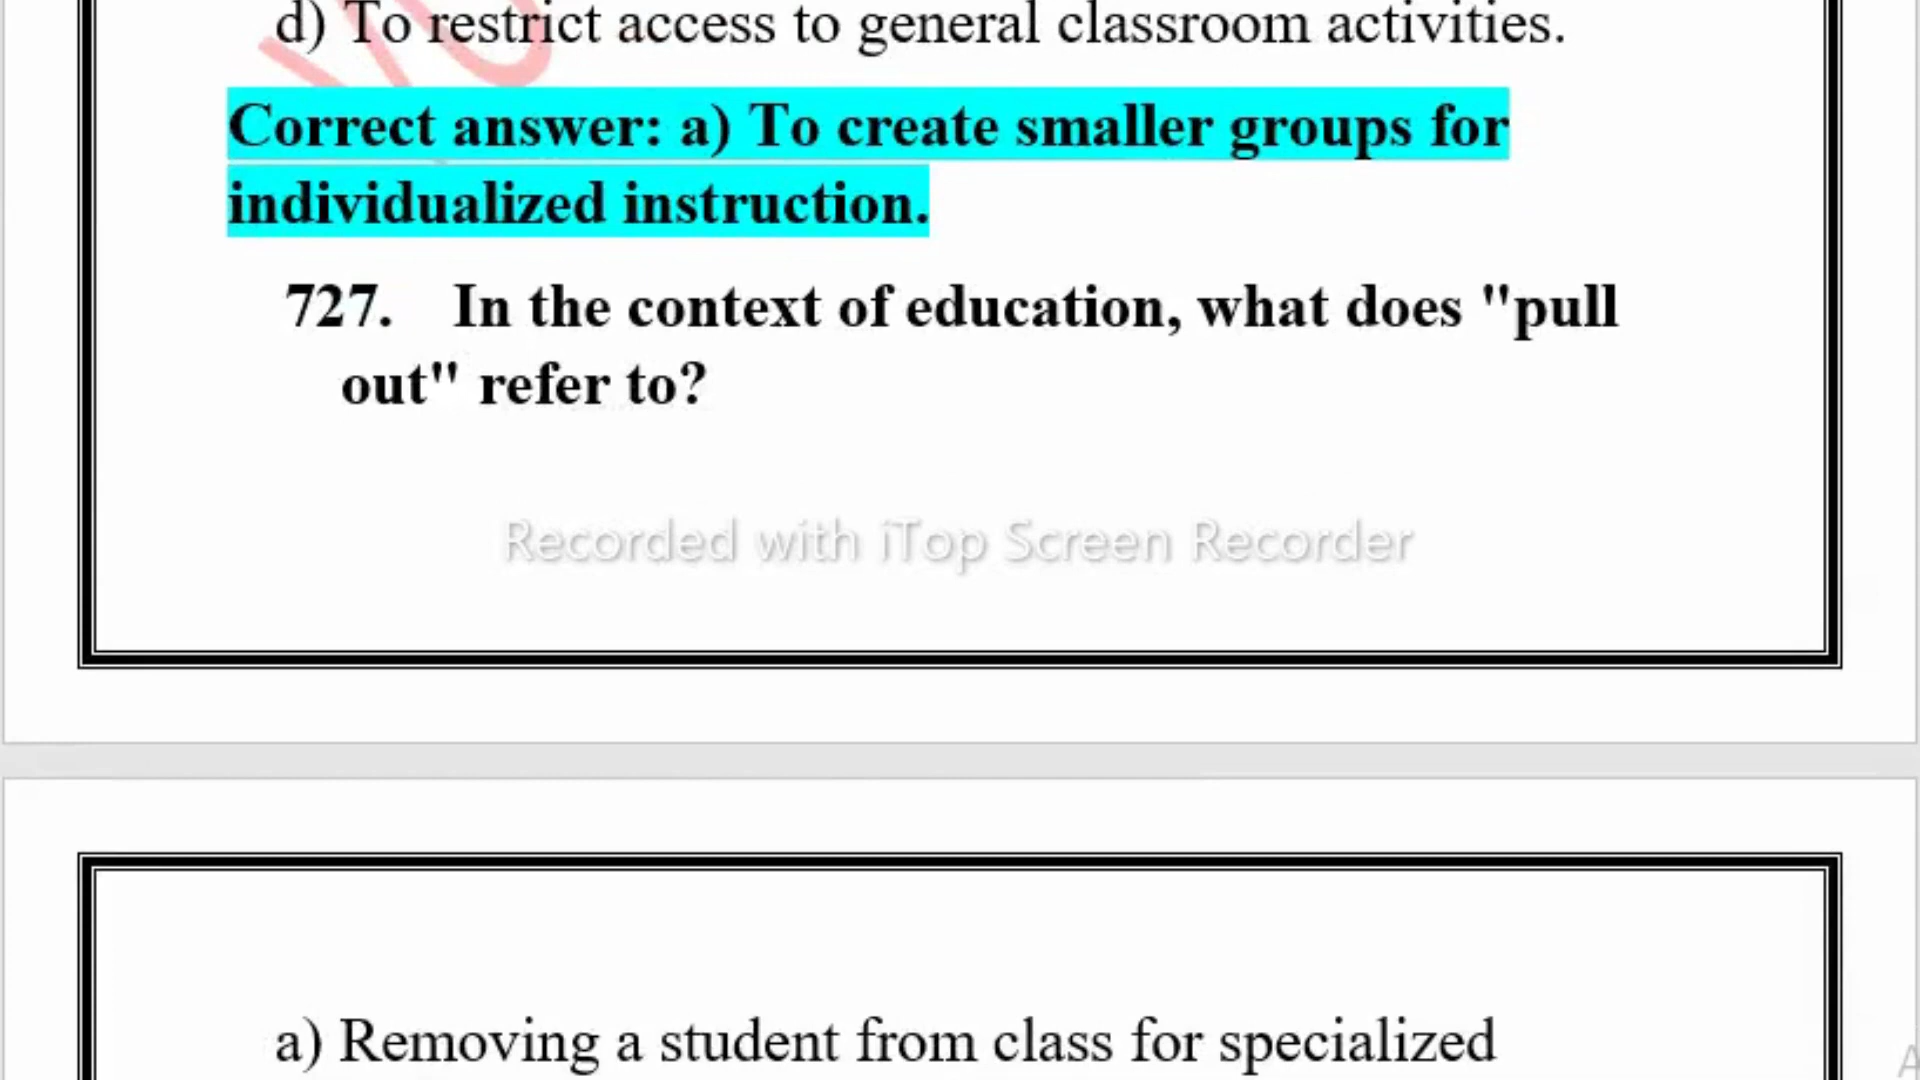 d) To restrict access to general classroom activities.
Correct answer: a) To create smaller groups for
individualized instruction.
727. In the context of education, what does "pull
out" refer to?
Recorded with iTop Screen Recorder
a) Removing a student from class for specialized